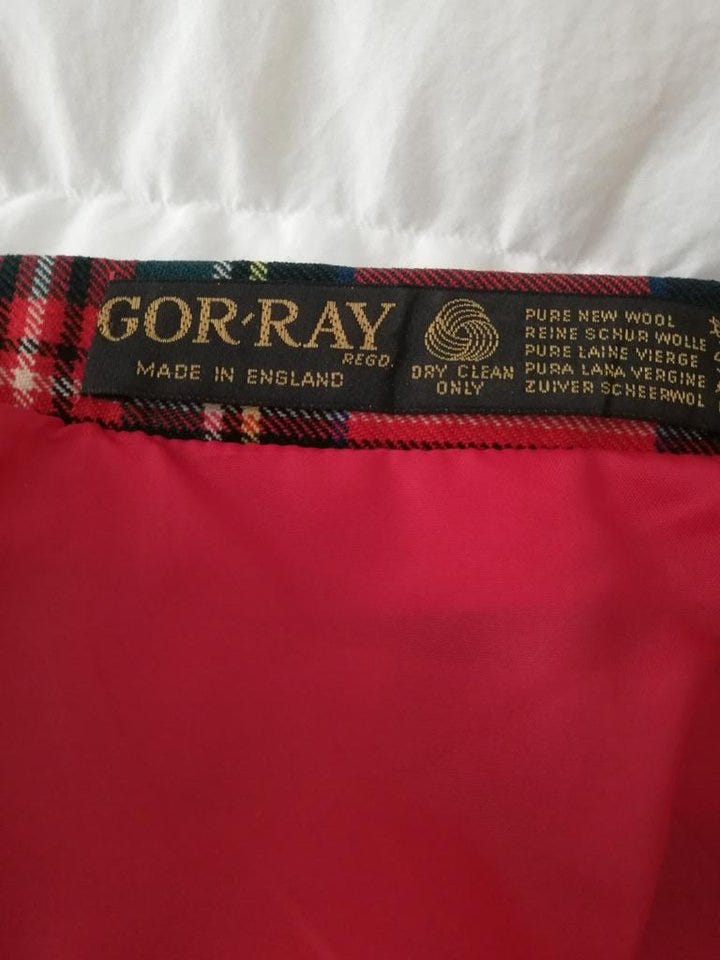 GOR-RAY
REGD.
MADE IN ENGLAND
DRY CLEAN
ONLY
PURE NEW WOOL
REINE SCHUR WOLLE
PURE LAINE VIERGE
PURA LANA VERGINE
ZUIVER SCHEERWOL